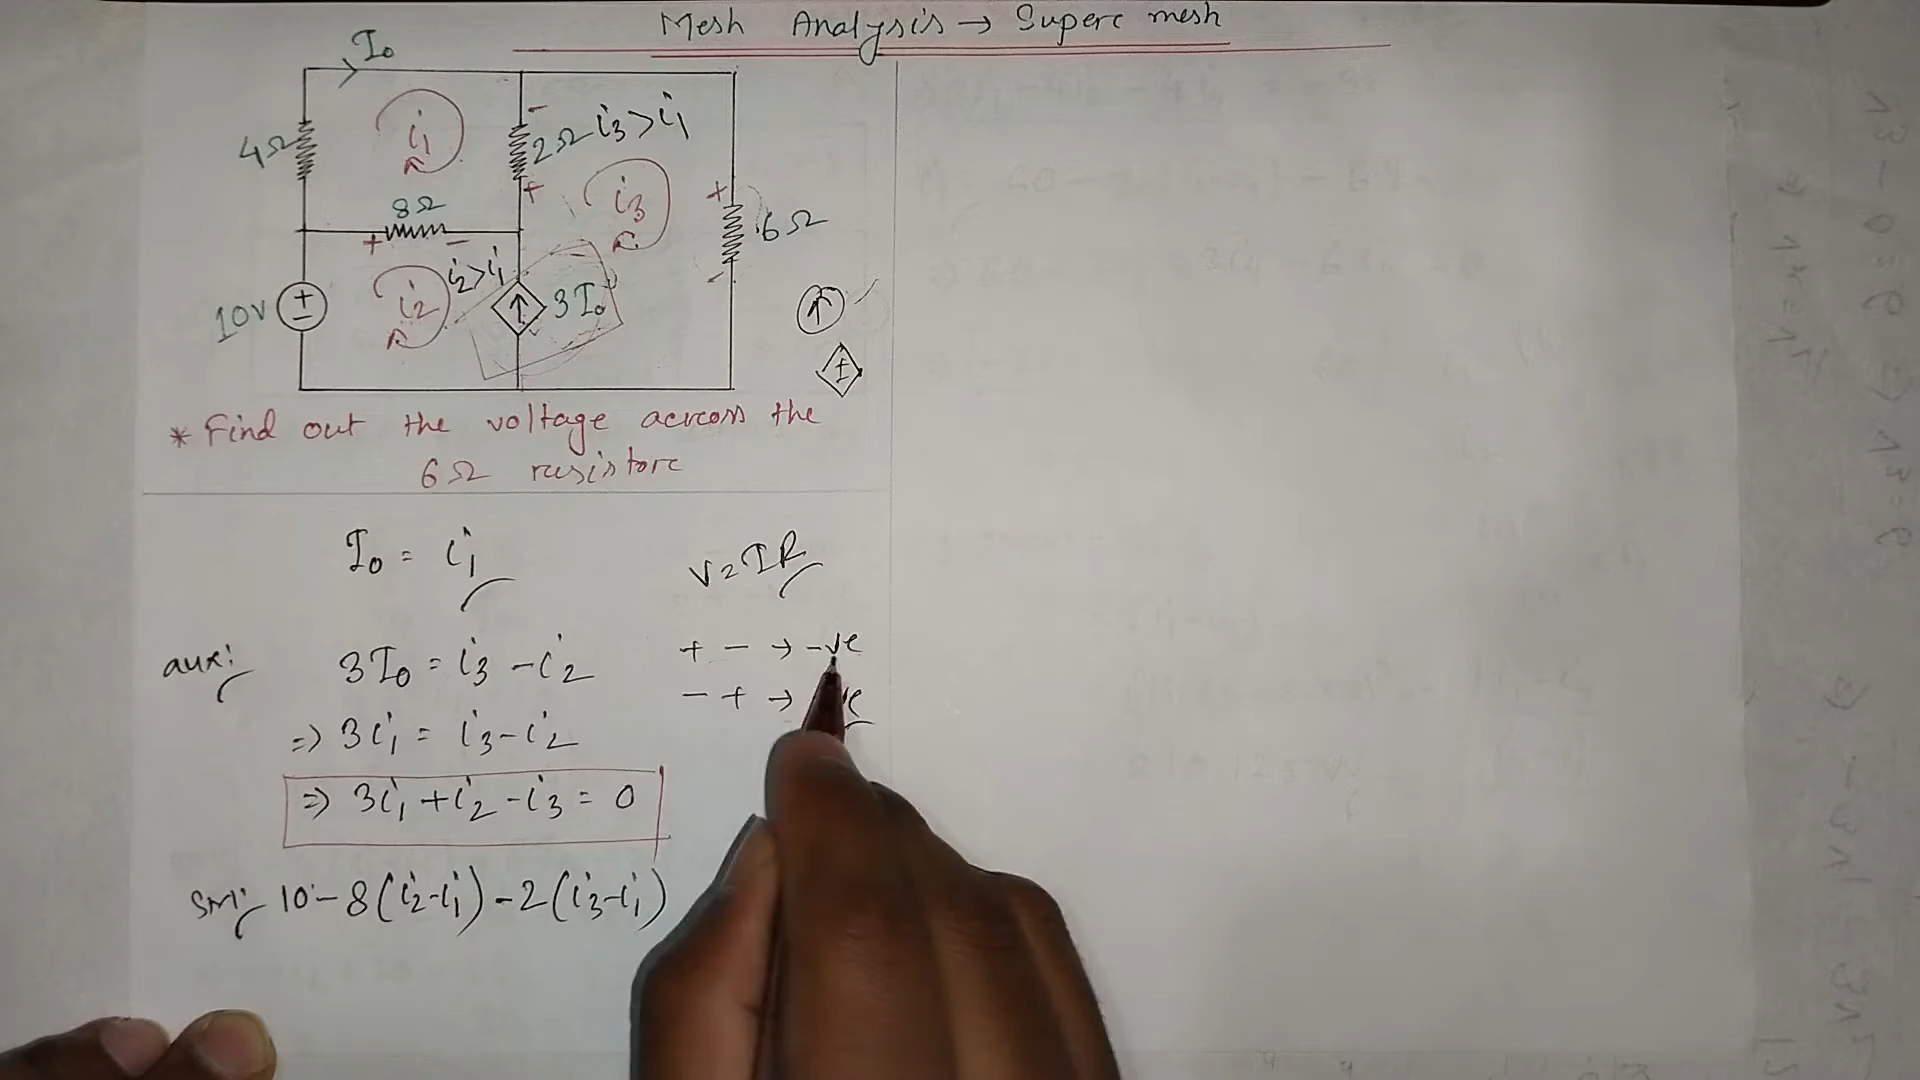 Mesh Analysis → Superc mesh
I₀
4Ω
i₁
2Ω
i₃>i₁
8Ω
i₃
6Ω
10V
i₂
i₂>i₁
3I₀
* Find out the voltage across the
6Ω resistorc
I₀ = i₁
V = IR
aux:
3I₀ = i₃ - i₂
+ - → -ve
- + →
=> 3i₁ = i₃ - i₂
=> 3i₁ + i₂ - i₃ = 0
SM: 10 - 8(i₂-i₁) - 2(i₃-i₁)